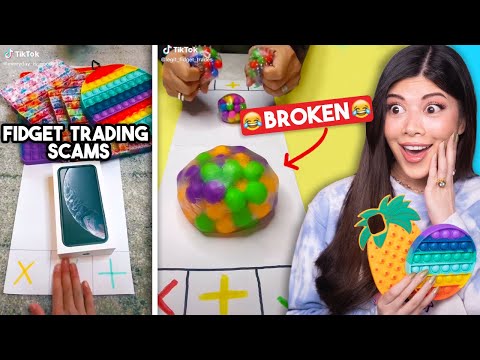 TikTok
TikTok
FIDGET TRADING
SCAMS
😂BROKEN😂
X
+
+